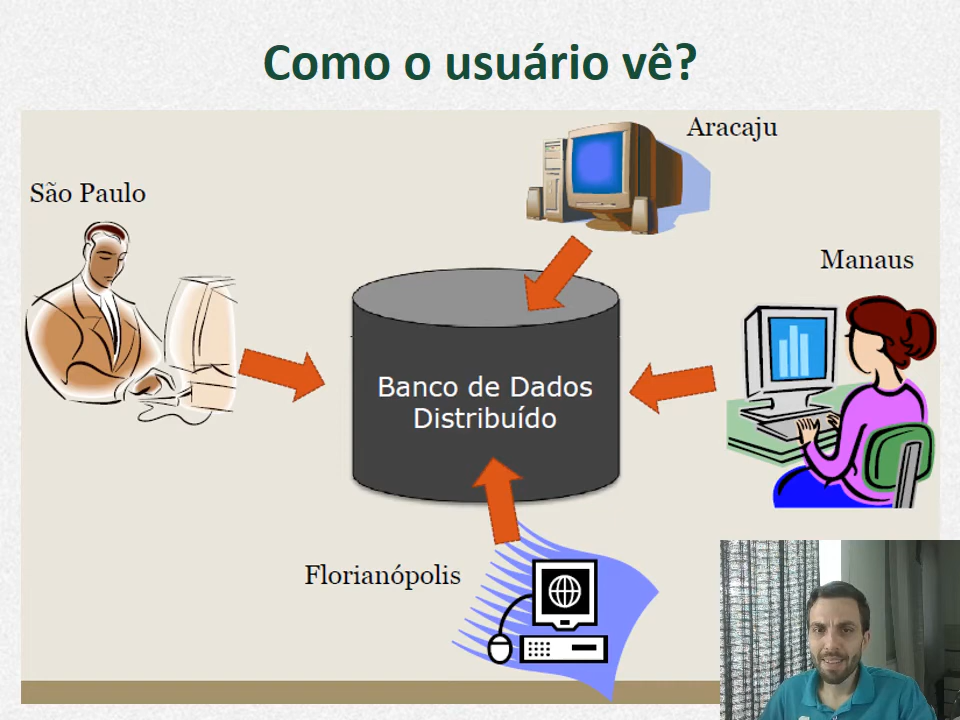 Como o usuário vê?
Aracaju
São Paulo
Manaus
Banco de Dados
Distribuído
Florianópolis